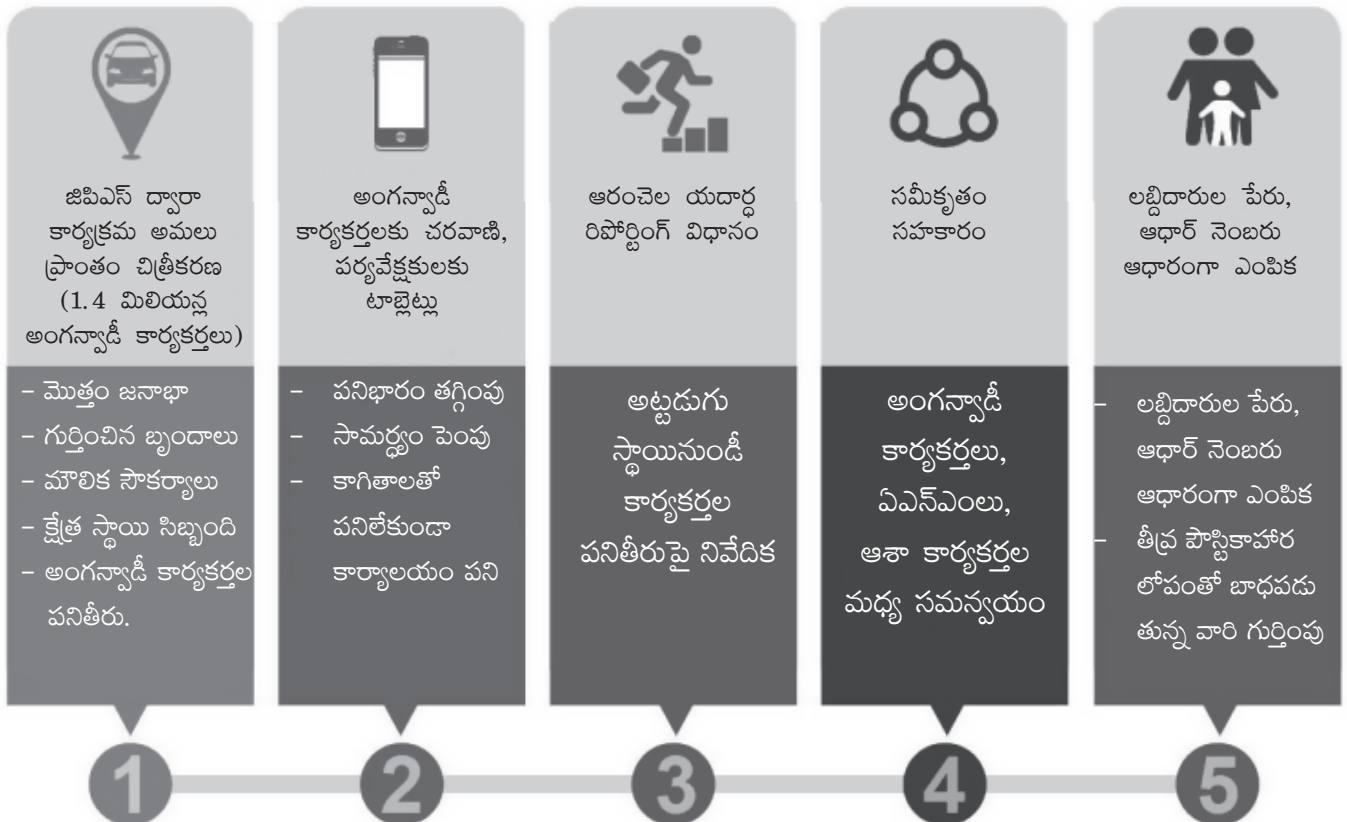 జిపిఎస్ ద్వారా
కార్యక్రమ అమలు
ప్రాంతం చిత్రీకరణ
(1.4 మిలియన్ల
అంగన్వాడీ కార్యకర్తలు)
– మొత్తం జనాభా
– గుర్తించిన బృందాలు
– మౌలిక సౌకర్యాలు
– క్షేత్ర స్థాయి సిబ్బంది
– అంగన్వాడీ కార్యకర్తల
పనితీరు.
1
అంగన్వాడీ
కార్యకర్తలకు చరవాణి,
పర్యవేక్షకులకు
టాబ్లెట్లు
– పనిభారం తగ్గింపు
– సామర్ధ్యం పెంపు
– కాగితాలతో
పనిలేకుండా
కార్యాలయం పని
2
ఆరంచెల యదార్ధ
రిపోర్టింగ్ విధానం
అట్టడుగు
స్థాయినుండీ
కార్యకర్తల
పనితీరుపై నివేదిక
3
సమీకృతం
సహకారం
అంగన్వాడీ
కార్యకర్తలు,
ఏఎన్ఎంలు,
ఆశా కార్యకర్తల
మధ్య సమన్వయం
4
లబ్దిదారుల పేరు,
ఆధార్ నెంబరు
ఆధారంగా ఎంపిక
– లబ్దిదారుల పేరు,
ఆధార్ నెంబరు
ఆధారంగా ఎంపిక
– తీవ్ర పౌష్టికాహార
లోపంతో బాధపడు
తున్న వారి గుర్తింపు
5